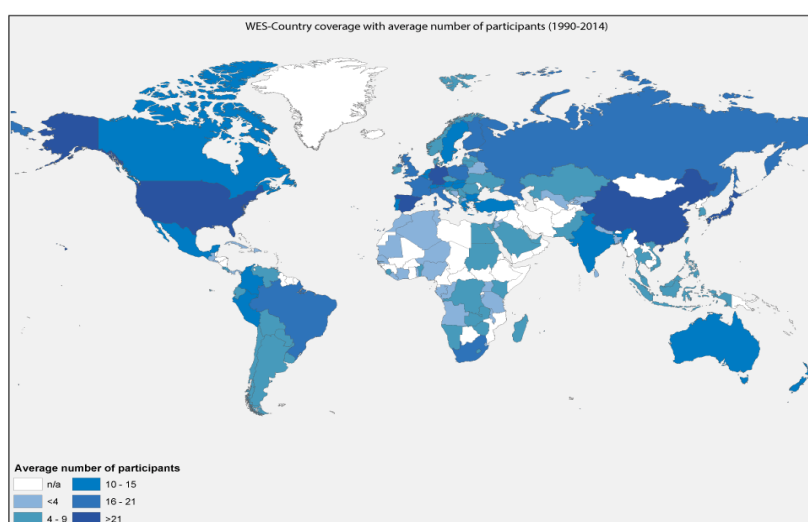 WES-Country coverage with average number of participants (1990-2014)
Average number of participants
n/a
10 - 15
<4
16 - 21
4 - 9
>21